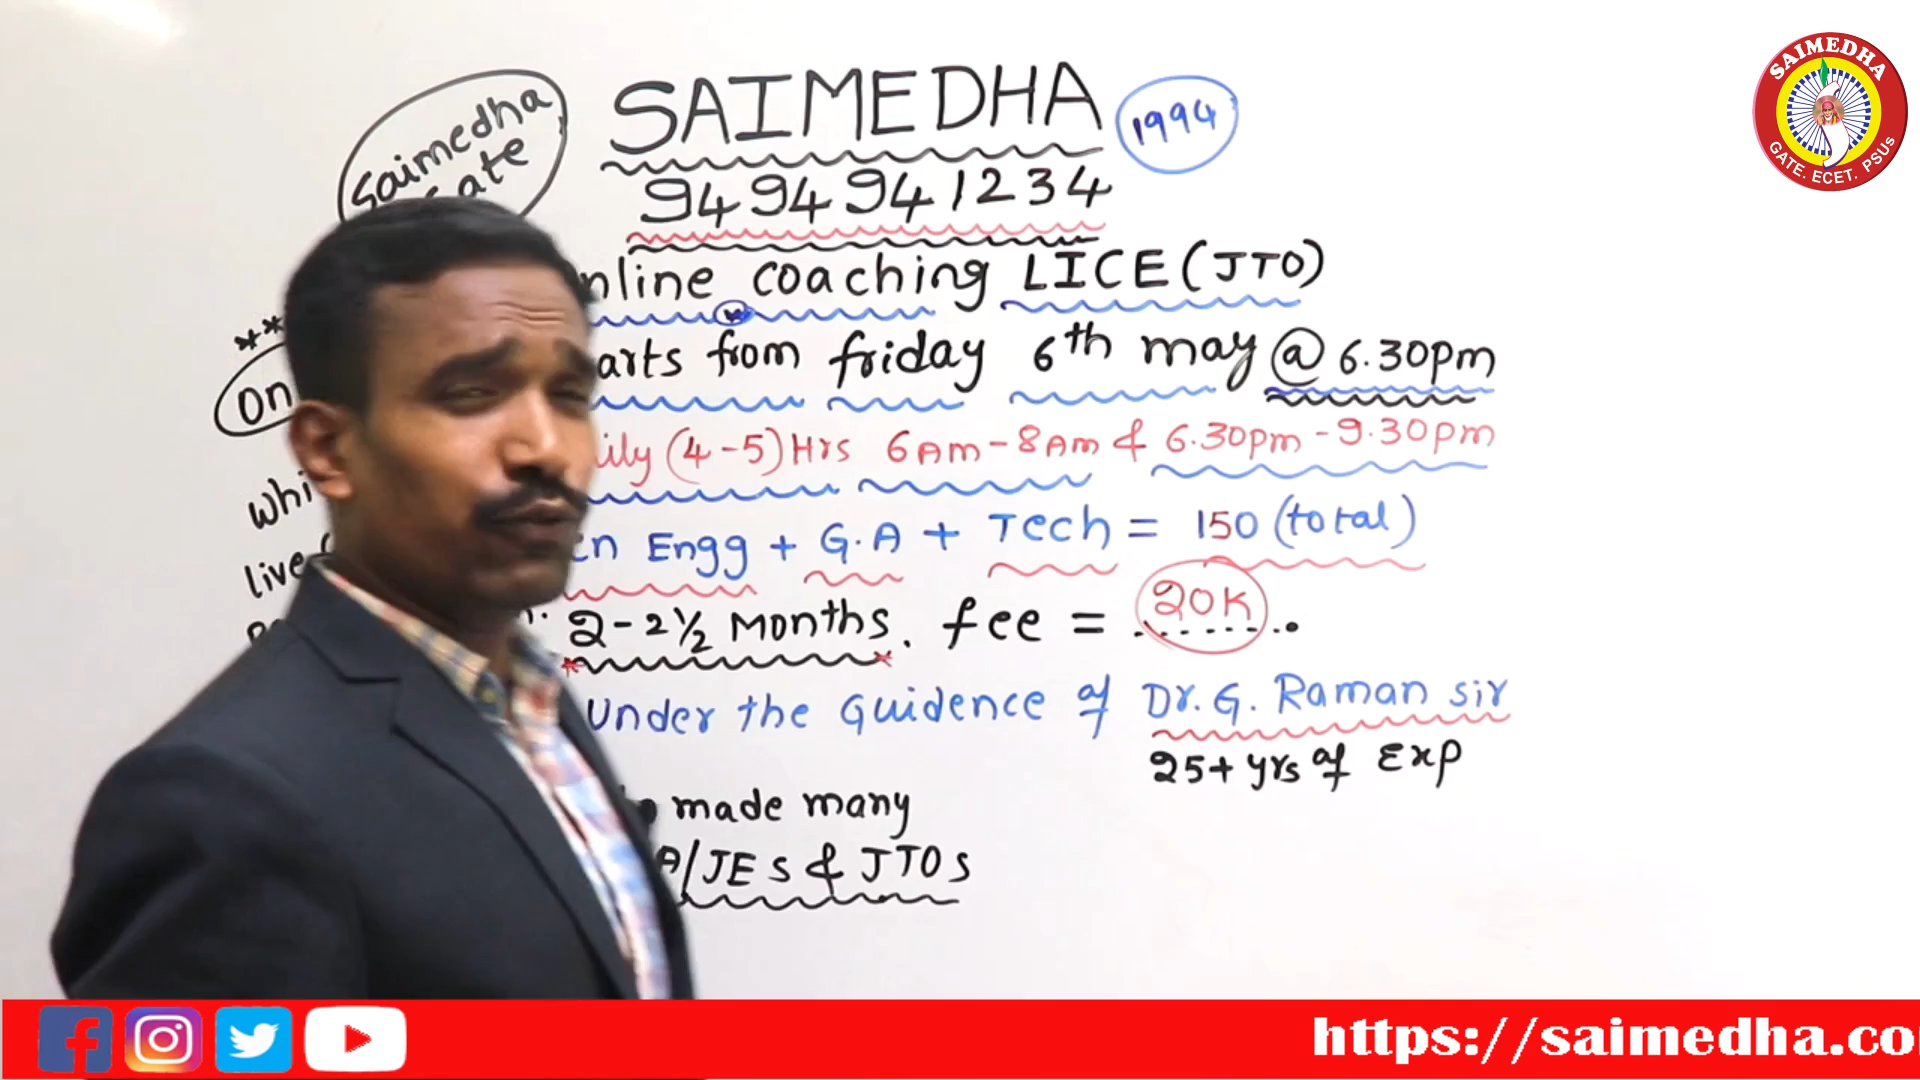 Saimedha
SAIMEDHA 1994
9494941234
nline coaching LICE (JTO)
** On
arts from friday 6th may @ 6.30pm
ily (4-5) Hrs 6Am-8Am & 6.30pm-9.30pm
Whi
en Engg + G.A + Tech = 150 (total)
live
2-2½ Months. fee = 20K
Under the Guidence of Dr. G. Raman sir
25+ yrs of Exp
made many
A/JEs & JTOs
SAIMEDHA
GATE. ECET. PSUs
https://saimedha.co